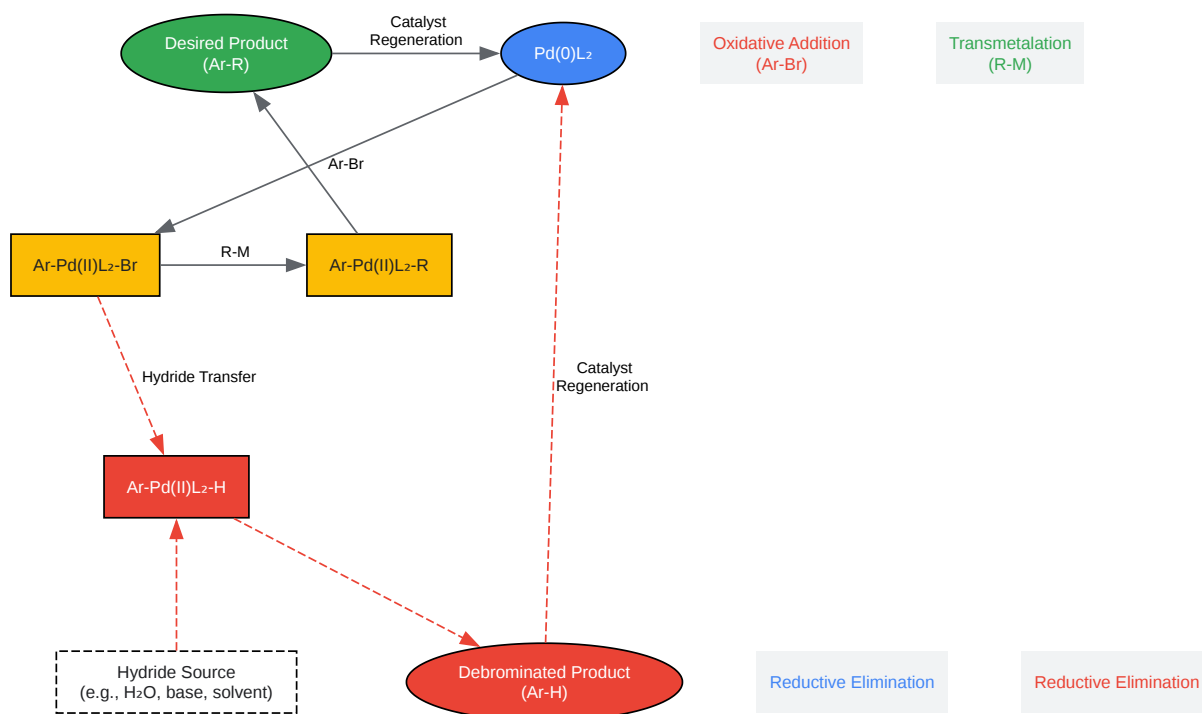 Desired Product
(Ar-R)
Catalyst
Regeneration
Pd(0)L₂
Oxidative Addition
(Ar-Br)
Transmetalation
(R-M)
Ar-Br
Ar-Pd(II)L₂-Br
R-M
Ar-Pd(II)L₂-R
Hydride Transfer
Catalyst
Regeneration
Ar-Pd(II)L₂-H
Hydride Source
(e.g., H₂O, base, solvent)
Debrominated Product
(Ar-H)
Reductive Elimination
Reductive Elimination